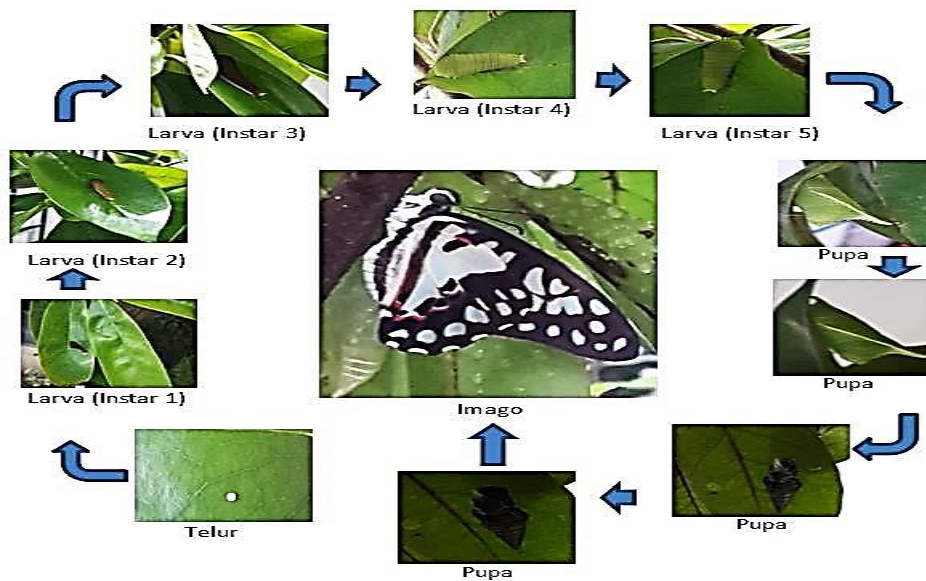 Larva (Instar 3)
Larva (Instar 4)
Larva (Instar 5)
Larva (Instar 2)
Pupa
Larva (Instar 1)
Pupa
Imago
Telur
Pupa
Pupa